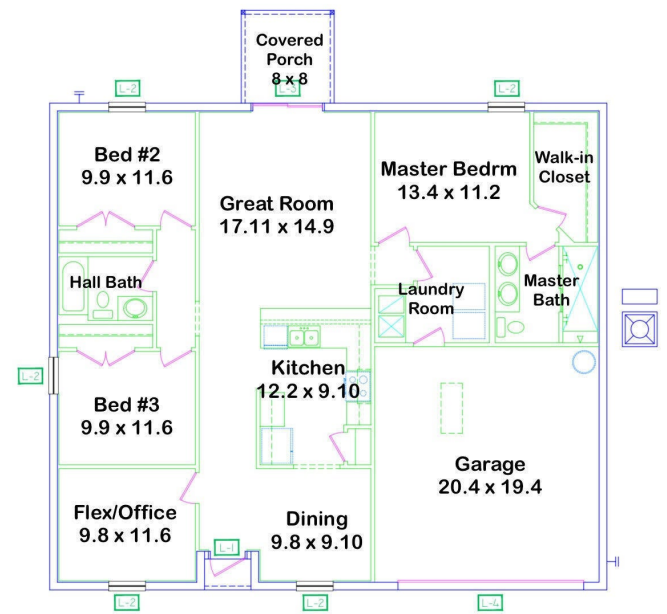 Covered
Porch
8 x 8
L-2
L-3
L-2
Bed #2
9.9 x 11.6
Great Room
17.11 x 14.9
Master Bedrm
13.4 x 11.2
Walk-in
Closet
Hall Bath
Laundry
Room
Master
Bath
L-2
Kitchen
12.2 x 9.10
Bed #3
9.9 x 11.6
Garage
20.4 x 19.4
Flex/Office
9.8 x 11.6
Dining
9.8 x 9.10
L-1
L-2
L-2
L-4